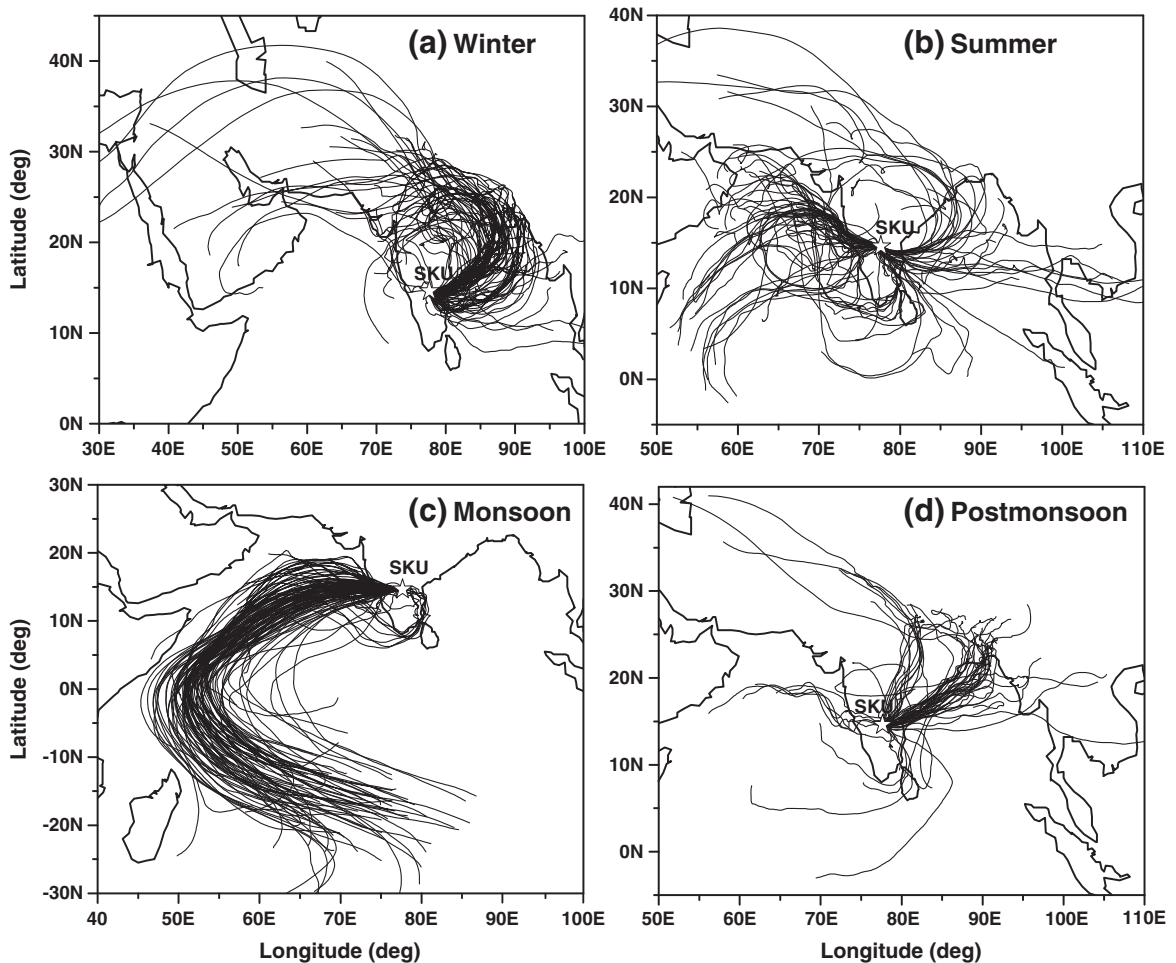 (a) Winter
40N
30N
20N
10N
0N
Latitude (deg)
SKU
30E 40E 50E 60E 70E 80E 90E 100E
(b) Summer
40N
30N
20N
10N
0N
SKU
50E 60E 70E 80E 90E 100E 110E
(c) Monsoon
30N
20N
10N
0N
-10N
-20N
-30N
Latitude (deg)
SKU
40 50E 60E 70E 80E 90E 100E
Longitude (deg)
(d) Postmonsoon
40N
30N
20N
10N
0N
SKU
50E 60E 70E 80E 90E 100E 110E
Longitude (deg)